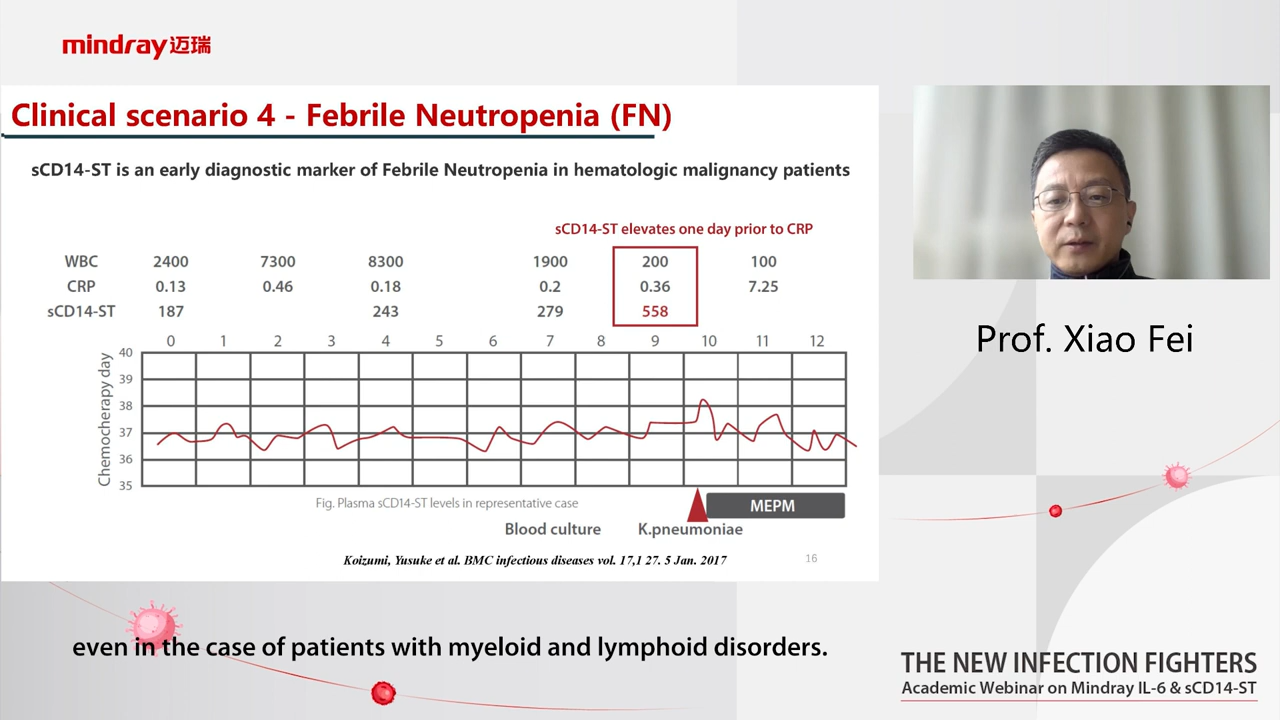 mindray迈瑞
Clinical scenario 4 - Febrile Neutropenia (FN)
sCD14-ST is an early diagnostic marker of Febrile Neutropenia in hematologic malignancy patients
sCD14-ST elevates one day prior to CRP
WBC 2400 7300 8300 1900 200 100
CRP 0.13 0.46 0.18 0.2 0.36 7.25
sCD14-ST 187 243 279 558
0 1 2 3 4 5 6 7 8 9 10 11 12
Chemocherapy day
40
39
38
37
36
35
Fig. Plasma sCD14-ST levels in representative case
MEPM
Blood culture K.pneumoniae
Koizumi, Yusuke et al. BMC infectious diseases vol. 17,1 27. 5 Jan. 2017
16
Prof. Xiao Fei
even in the case of patients with myeloid and lymphoid disorders.
THE NEW INFECTION FIGHTERS
Academic Webinar on Mindray IL-6 & sCD14-ST